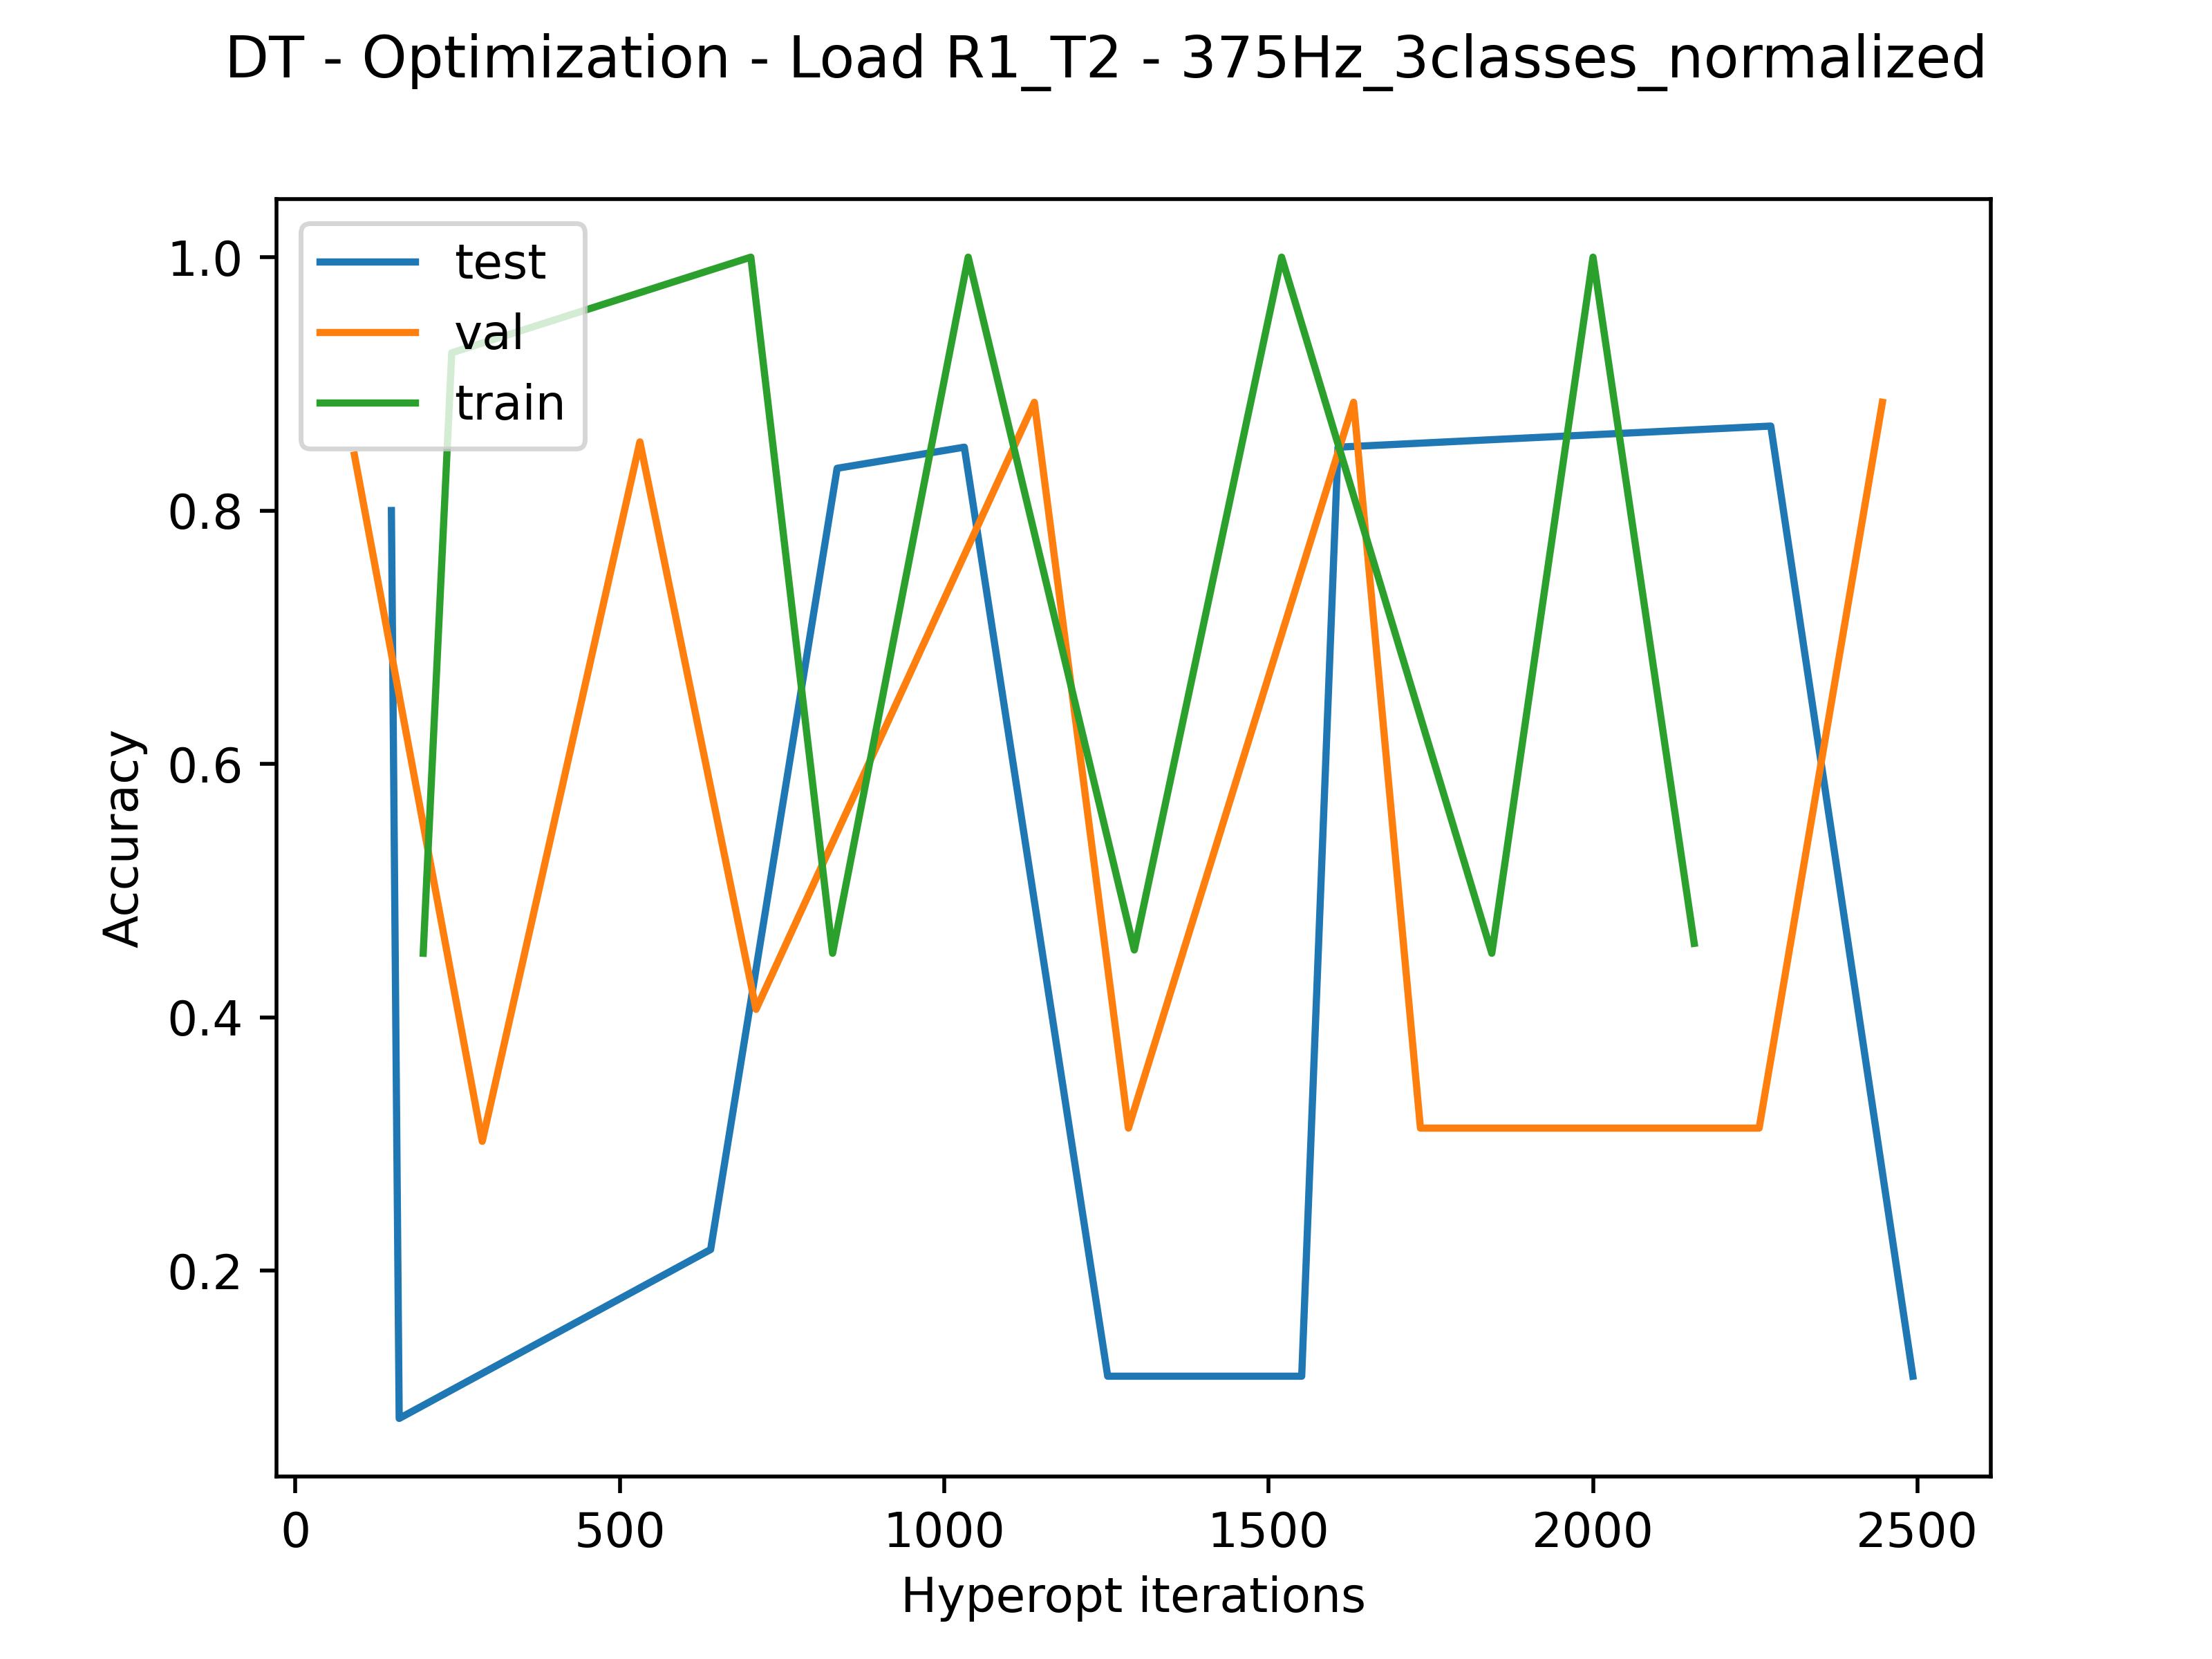 DT - Optimization - Load R1_T2 - 375Hz_3classes_normalized
test
val
train
1.0
0.8
0.6
0.4
0.2
Accuracy
0 500 1000 1500 2000 2500
Hyperopt iterations